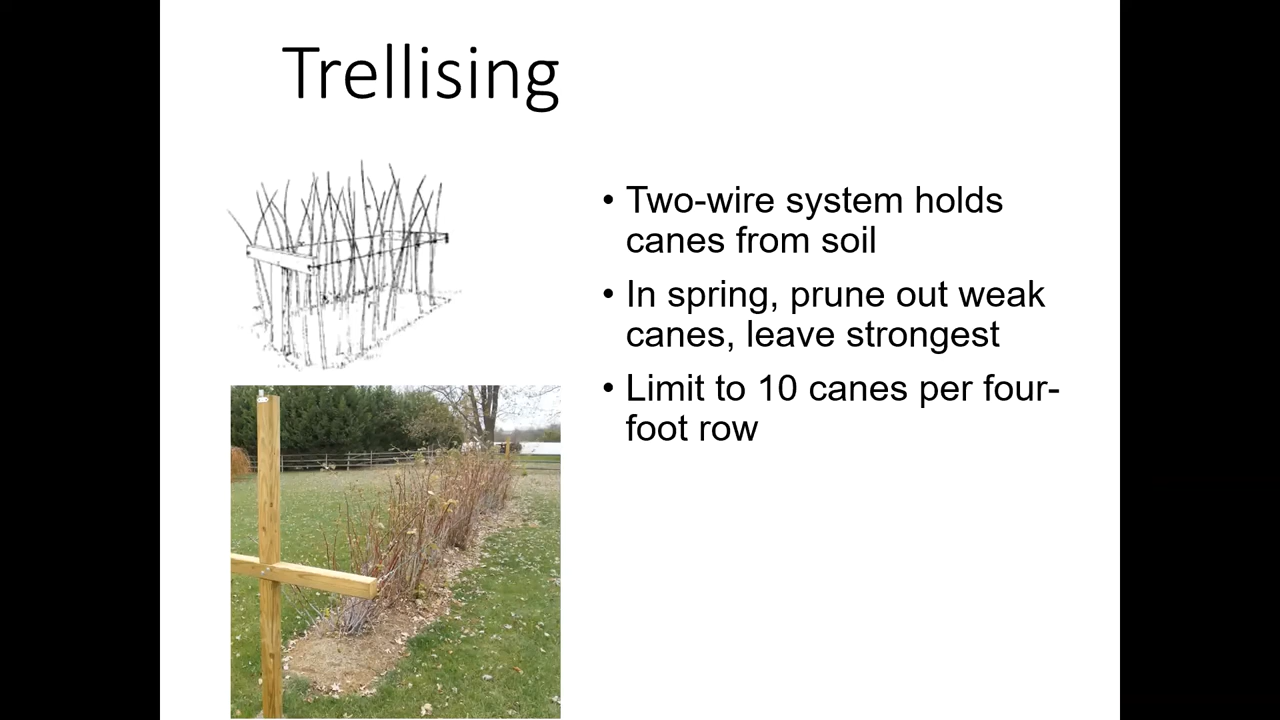 Trellising
• Two-wire system holds
canes from soil
• In spring, prune out weak
canes, leave strongest
• Limit to 10 canes per four-
foot row